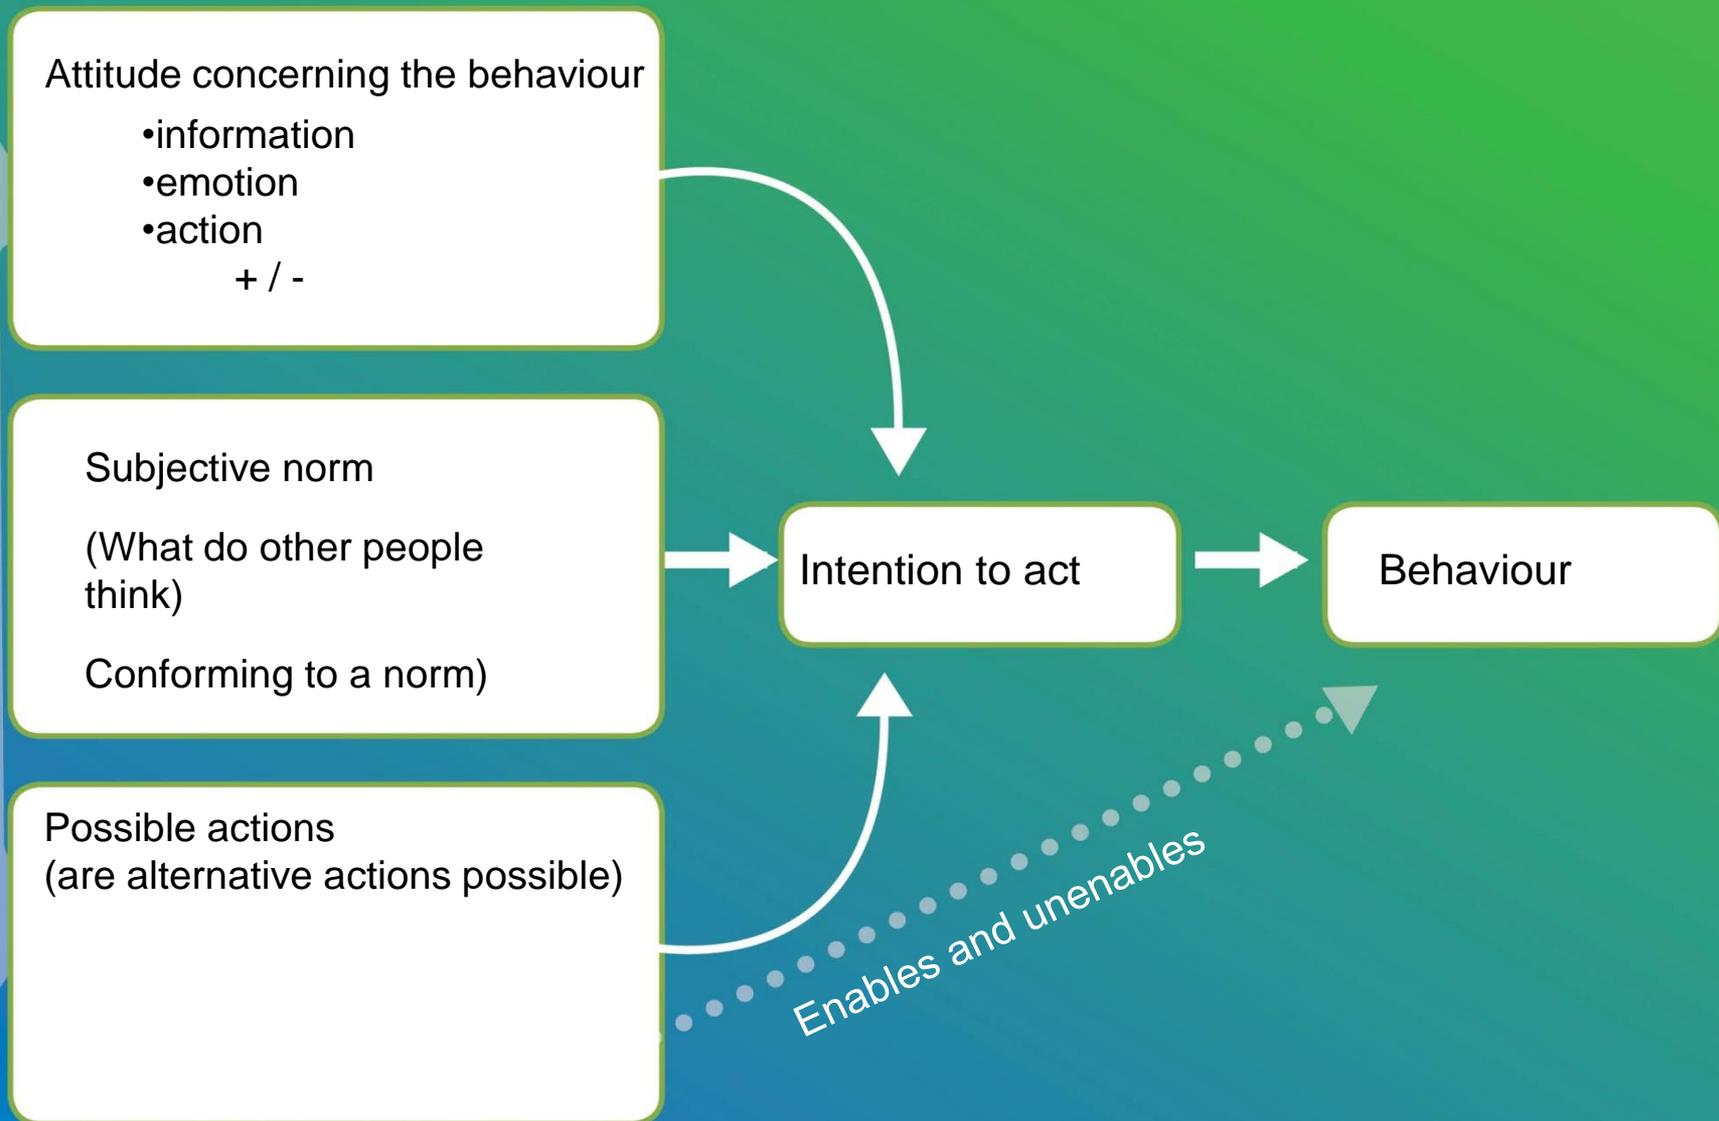 Attitude concerning the behaviour
•information
•emotion
•action
+ / -
Subjective norm
(What do other people
think)
Conforming to a norm)
Possible actions
(are alternative actions possible)
Intention to act
Behaviour
Enables and unenables